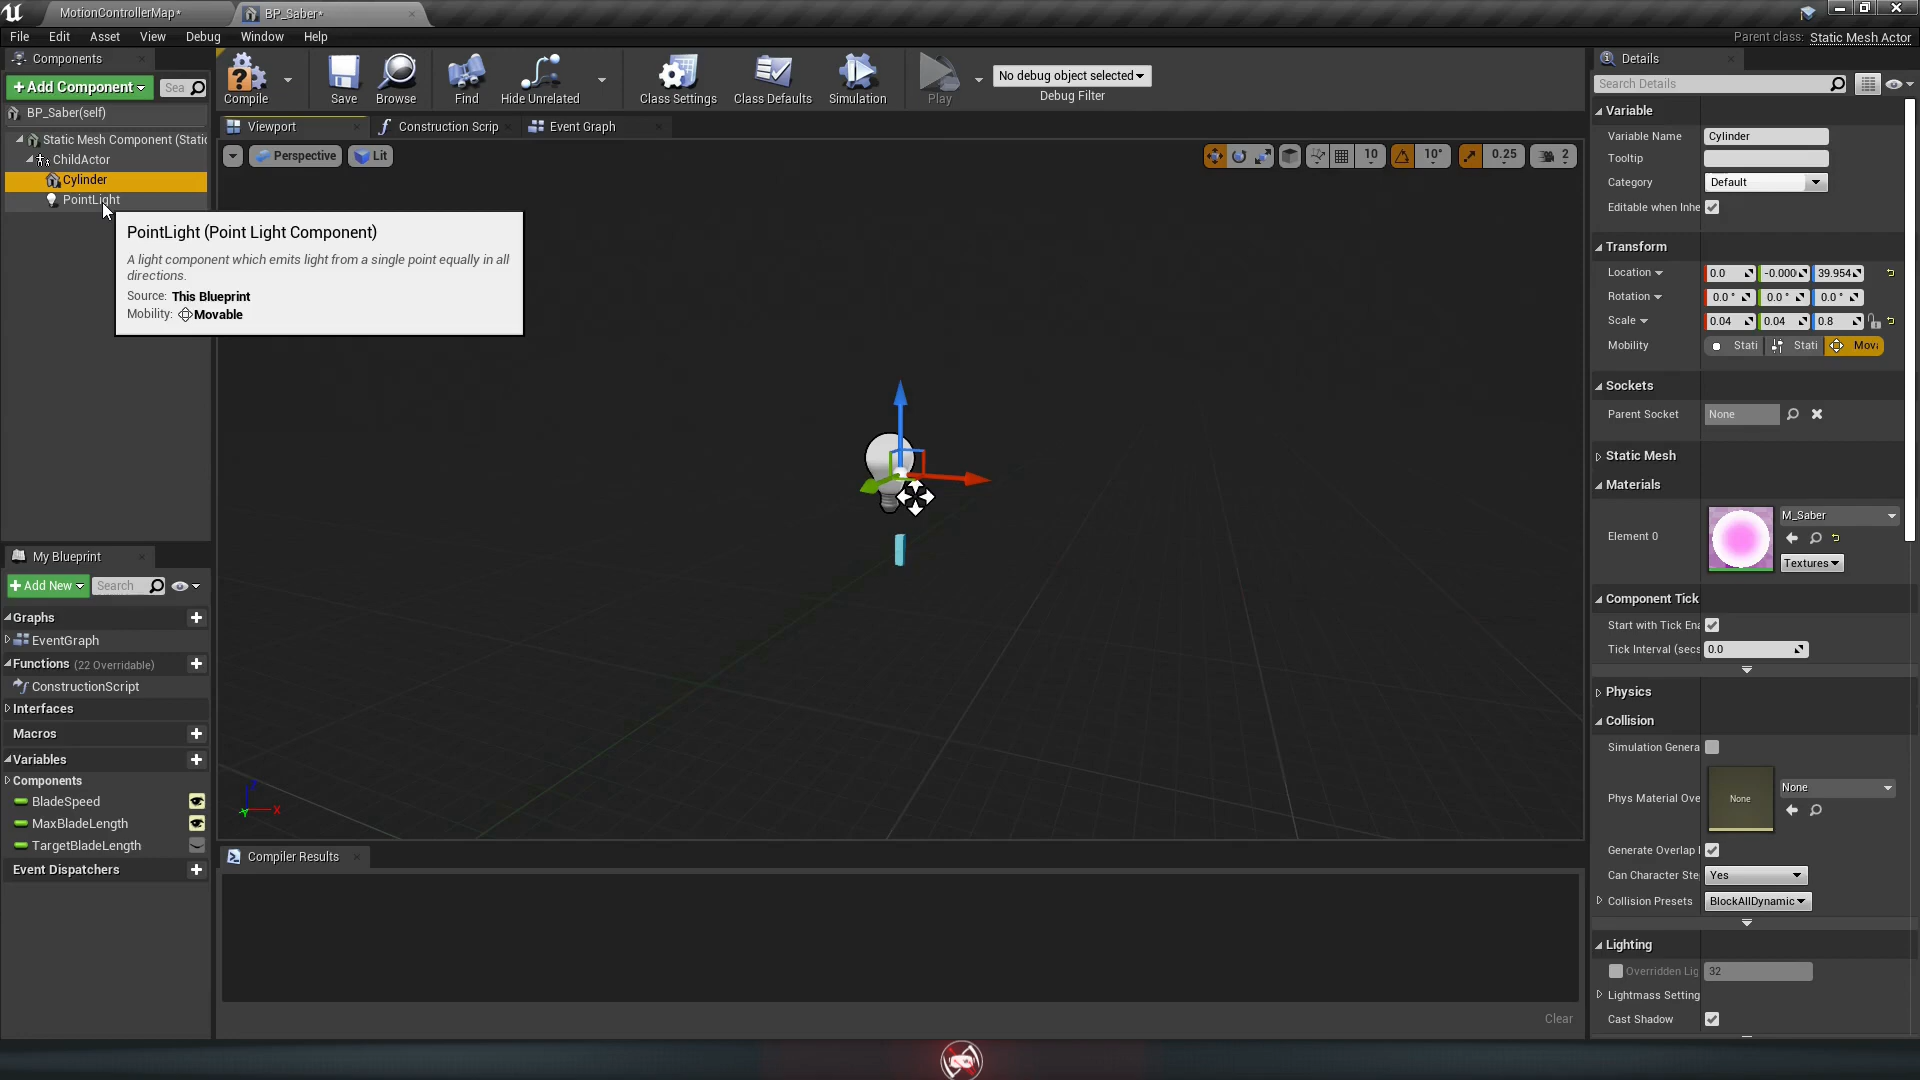 MotionControllerMap*
BP_Saber*
File Edit Asset View Debug Window Help
Parent class: Static Mesh Actor
Components
+ Add Component
Sea
BP_Saber(self)
Static Mesh Component (Static
ChildActor
Cylinder
PointLight
PointLight (Point Light Component)
A light component which emits light from a single point equally in all
directions.
Source: This Blueprint
Mobility: Movable
Compile
Save
Browse
Find
Hide Unrelated
Class Settings
Class Defaults
Simulation
Play
No debug object selected
Debug Filter
Viewport
Construction Scrip
Event Graph
Perspective
Lit
10
10°
0.25
2
X
My Blueprint
+ Add New
Search
Graphs
EventGraph
Functions (22 Overridable)
ConstructionScript
Interfaces
Macros
Variables
Components
BladeSpeed
MaxBladeLength
TargetBladeLength
Event Dispatchers
Compiler Results
Clear
Details
Search Details
Variable
Variable Name Cylinder
Tooltip
Category Default
Editable when Inhe
Transform
Location 0.0 -0.000 39.954
Rotation 0.0 ° 0.0 ° 0.0 °
Scale 0.04 0.04 0.8
Mobility Stati Stati Mova
Sockets
Parent Socket None
Static Mesh
Materials
Element 0
M_Saber
Textures
Component Tick
Start with Tick Ena
Tick Interval (secs 0.0
Physics
Collision
Simulation Genera
Phys Material Ove
None
None
Generate Overlap
Can Character Ste Yes
Collision Presets BlockAllDynamic
Lighting
Overridden Lig 32
Lightmass Setting
Cast Shadow